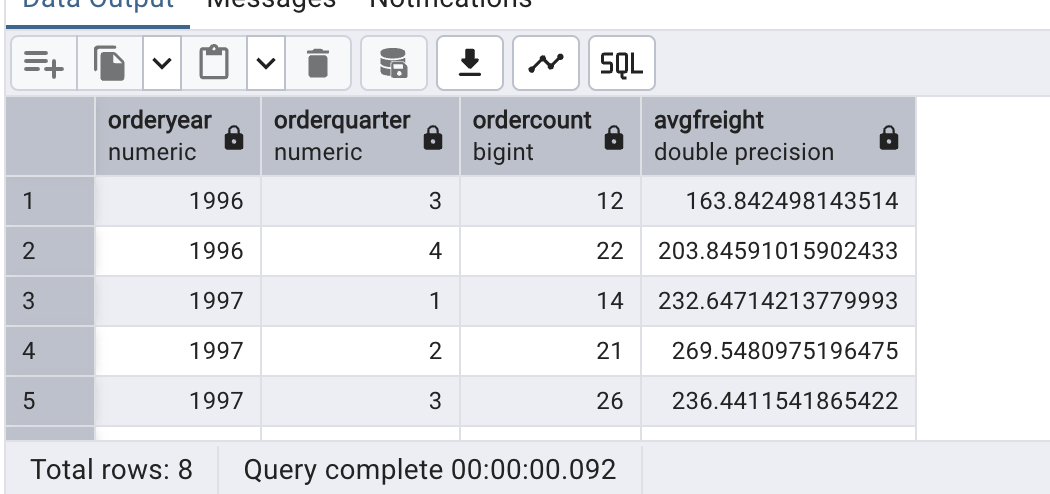 Data Output Messages Notifications
SQL
orderyear orderquarter ordercount avgfreight
numeric numeric bigint double precision
1 1996 3 12 163.842498143514
2 1996 4 22 203.84591015902433
3 1997 1 14 232.64714213779993
4 1997 2 21 269.5480975196475
5 1997 3 26 236.4411541865422
Total rows: 8 Query complete 00:00:00.092